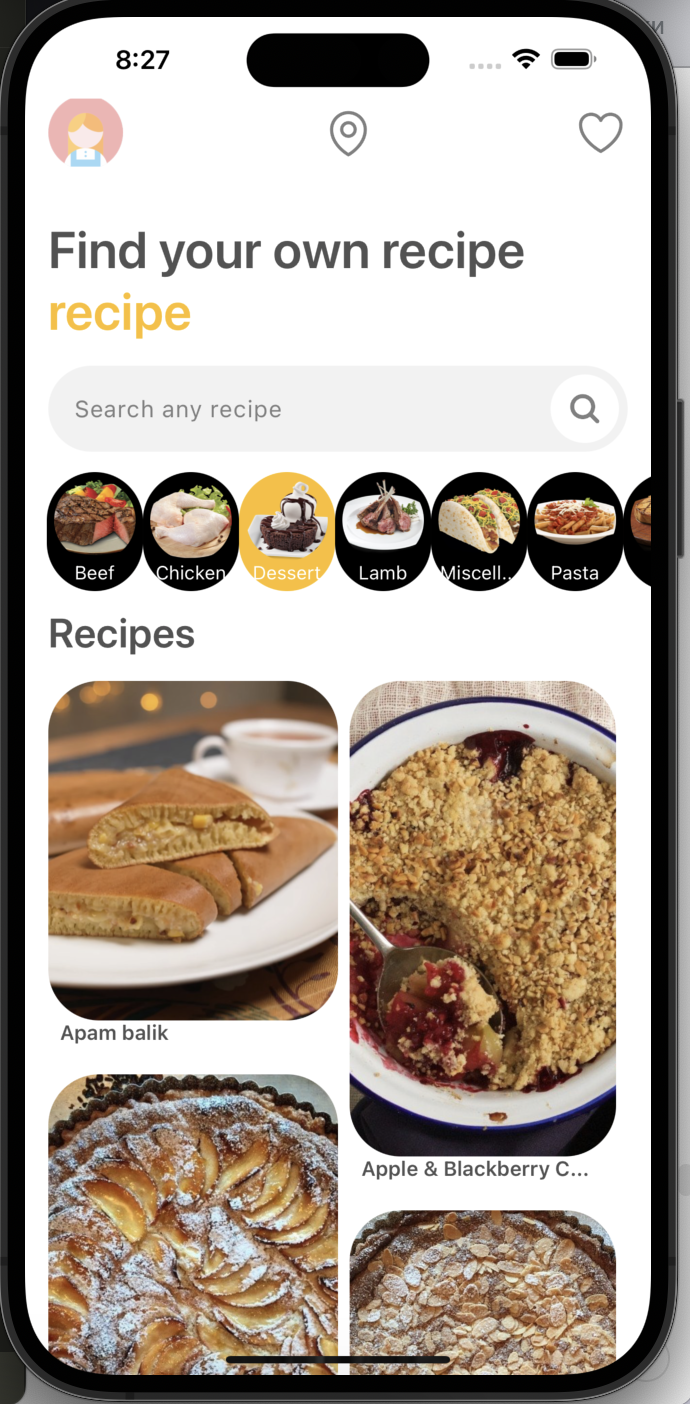 8:27
Find your own recipe
recipe
Search any recipe
Beef Chicken Dessert Lamb Miscell... Pasta
Recipes
Apam balik
Apple & Blackberry C...